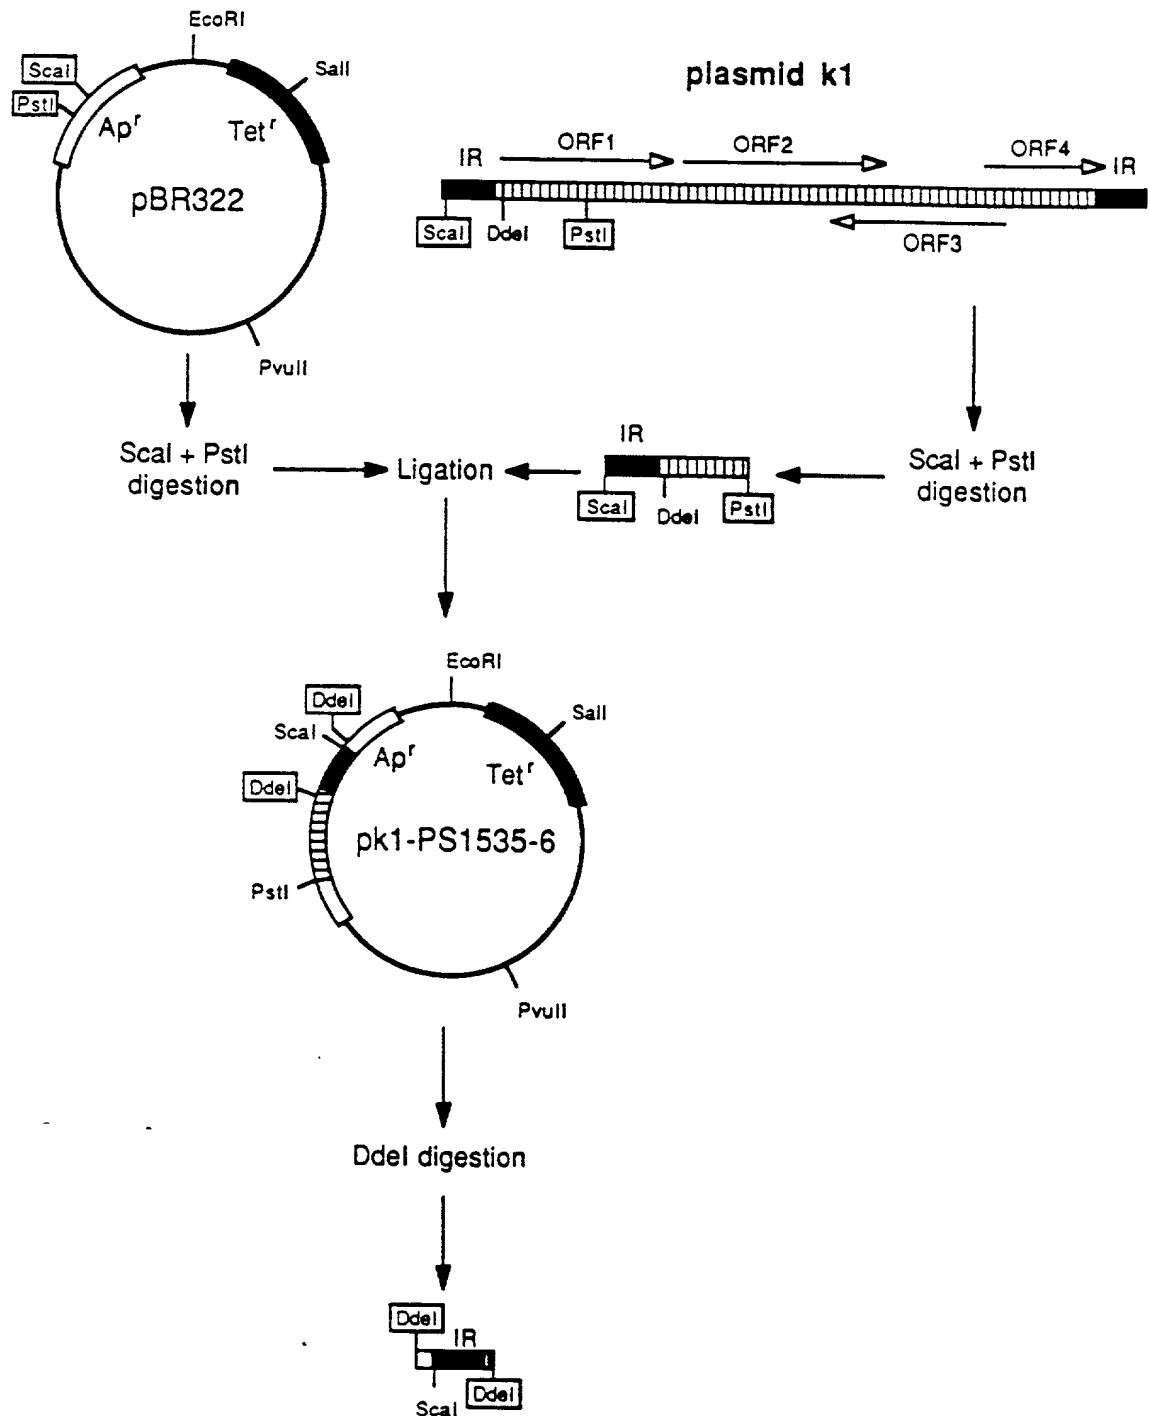 EcoRI
ScaI
SalI
PstI
Ap^r
Tet^r
pBR322
PvuII
plasmid k1
IR
ORF1
ORF2
ORF4
IR
ScaI
DdeI
PstI
ORF3
ScaI + PstI
digestion
Ligation
IR
ScaI
DdeI
PstI
ScaI + PstI
digestion
EcoRI
DdeI
ScaI
SalI
Ap^r
Tet^r
DdeI
pk1-PS1535-6
PstI
PvuII
DdeI digestion
DdeI
IR
ScaI
DdeI